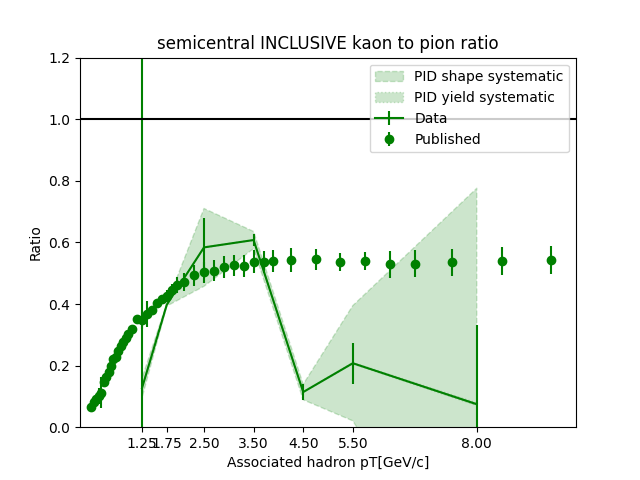 semicentral INCLUSIVE kaon to pion ratio
1.2
1.0
0.8
0.6
0.4
0.2
0.0
Ratio
PID shape systematic
PID yield systematic
Data
Published
1.25 1.75 2.50 3.50 4.50 5.50 8.00
Associated hadron pT[GeV/c]